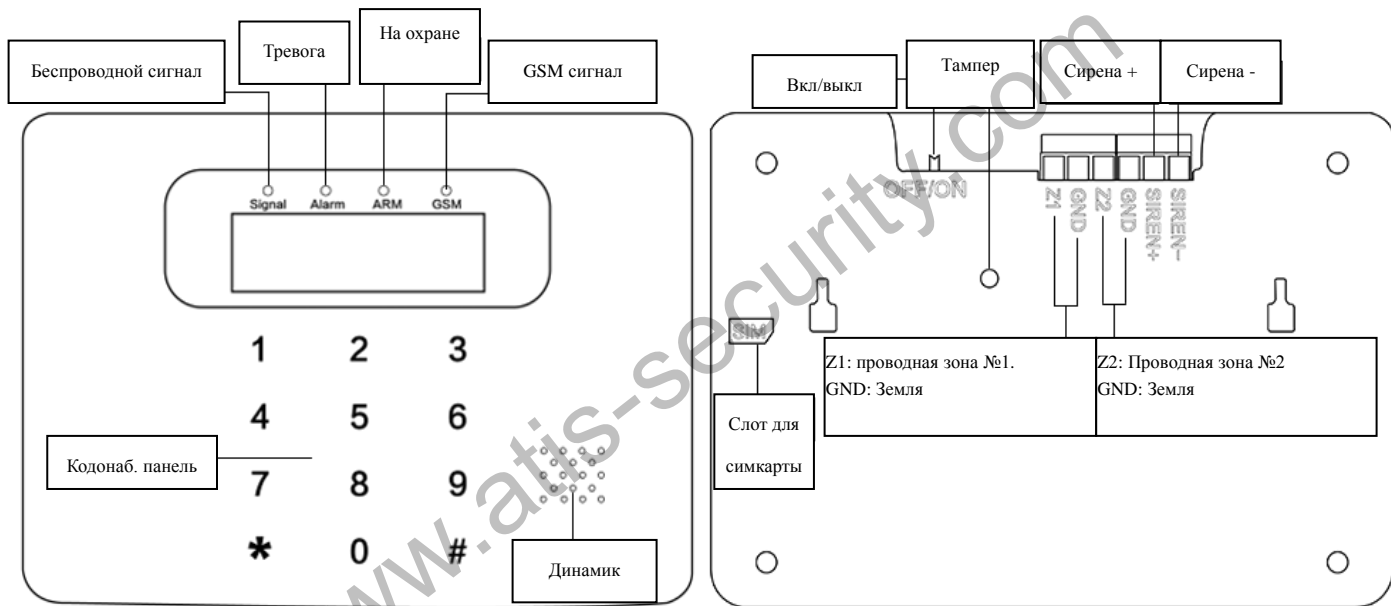 Беспроводной сигнал
Тревога
На охране
GSM сигнал
Signal Alarm ARM GSM
1 2 3
4 5 6
7 8 9
* 0 #
Кодонаб. панель
Динамик
Вкл/выкл
Тампер
Сирена +
Сирена -
OFF/ON
Z1
GND
Z2
GND
SIREN+
SIREN-
SIM
Слот для
симкарты
Z1: проводная зона №1.
GND: Земля
Z2: Проводная зона №2
GND: Земля
www.atis-security.com